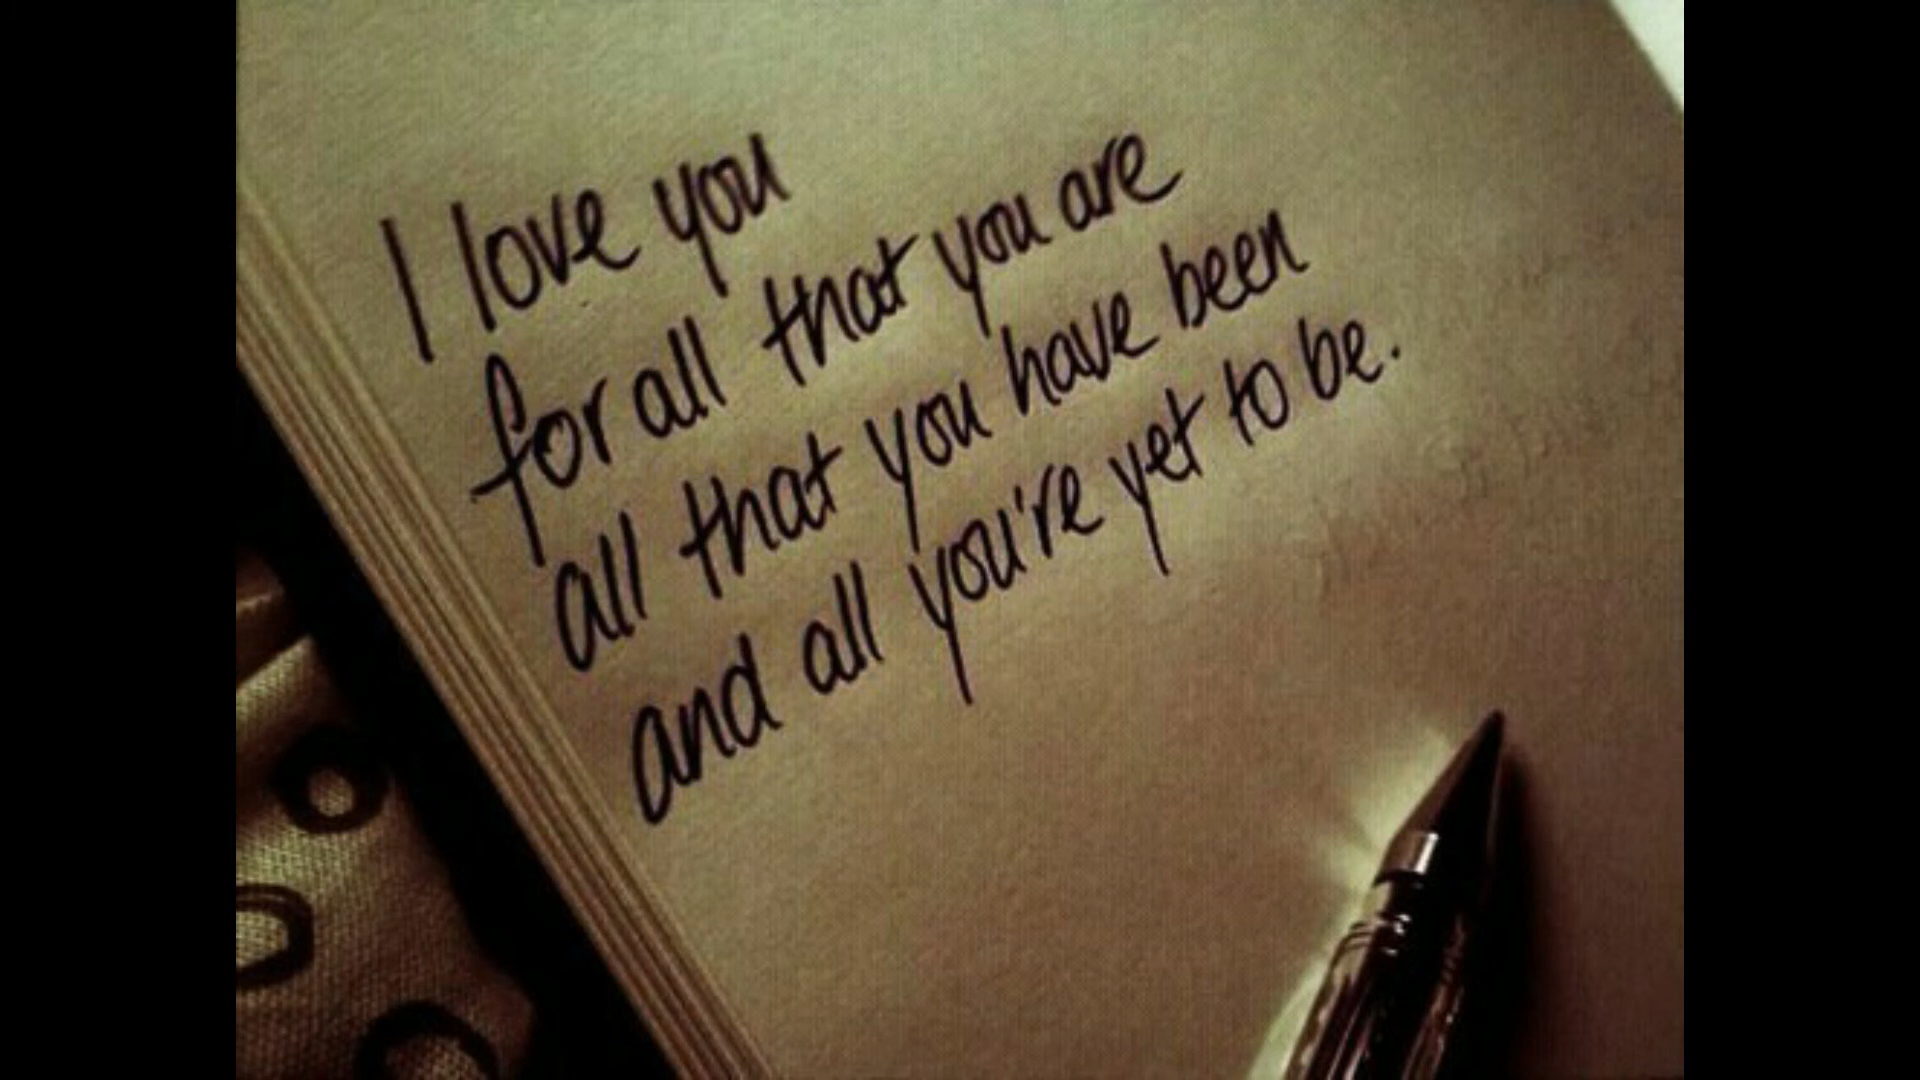 I love you
for all that you are
all that you have been
and all you're yet to be.